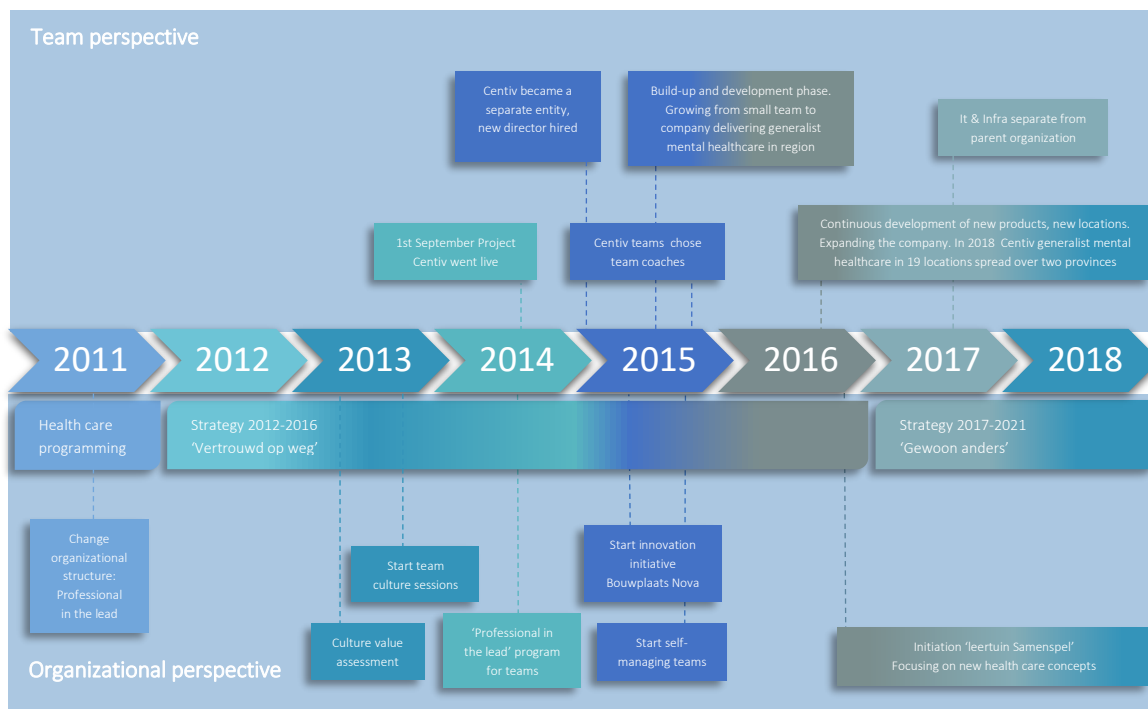 Team perspective
Centiv became a
separate entity,
new director hired
Build-up and development phase.
Growing from small team to
company delivering generalist
mental healthcare in region
It & Infra separate from
parent organization
1st September Project
Centiv went live
Centiv teams chose
team coaches
Continuous development of new products, new locations.
Expanding the company. In 2018 Centiv generalist mental
healthcare in 19 locations spread over two provinces
2011
2012
2013
2014
2015
2016
2017
2018
Health care
programming
Strategy 2012-2016
‘Vertrouwd op weg’
Strategy 2017-2021
‘Gewoon anders’
Change
organizational
structure:
Professional
in the lead
Start team
culture sessions
Start innovation
initiative
Bouwplaats Nova
Culture value
assessment
‘Professional in
the lead’ program
for teams
Start self-
managing teams
Initiation ‘leertuin Samenspel’
Focusing on new health care concepts
Organizational perspective